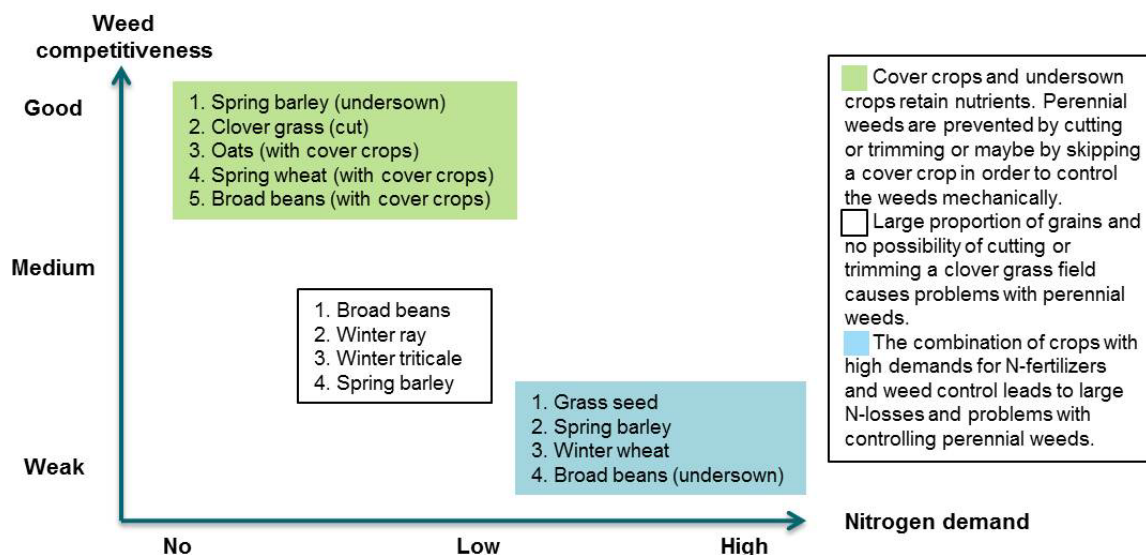 Weed
competitiveness
Good
1. Spring barley (undersown)
2. Clover grass (cut)
3. Oats (with cover crops)
4. Spring wheat (with cover crops)
5. Broad beans (with cover crops)
Medium
1. Broad beans
2. Winter ray
3. Winter triticale
4. Spring barley
1. Grass seed
2. Spring barley
3. Winter wheat
4. Broad beans (undersown)
Weak
No
Low
High
Nitrogen demand
Cover crops and undersown
crops retain nutrients. Perennial
weeds are prevented by cutting
or trimming or maybe by skipping
a cover crop in order to control
the weeds mechanically.
Large proportion of grains and
no possibility of cutting or
trimming a clover grass field
causes problems with perennial
weeds.
The combination of crops with
high demands for N-fertilizers
and weed control leads to large
N-losses and problems with
controlling perennial weeds.